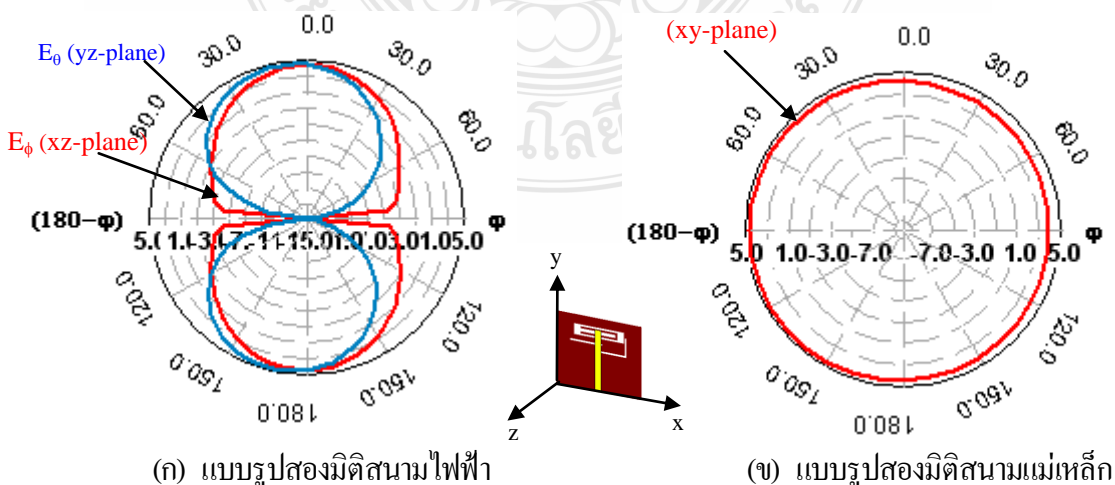 E_θ (yz-plane)
E_ϕ (xz-plane)
0.0
30.0
30.0
60.0
60.0
(180-φ)
φ
120.0
120.0
150.0
150.0
180.0
(xy-plane)
0.0
30.0
30.0
60.0
60.0
(180-φ)
φ
5.0 1.0 -3.0 -7.0 -7.0 -3.0 1.0 5.0
120.0
120.0
150.0
150.0
180.0
y
x
z
(ก) แบบรูปสองมิติสนามไฟฟ้า
(ข) แบบรูปสองมิติสนามแม่เหล็ก